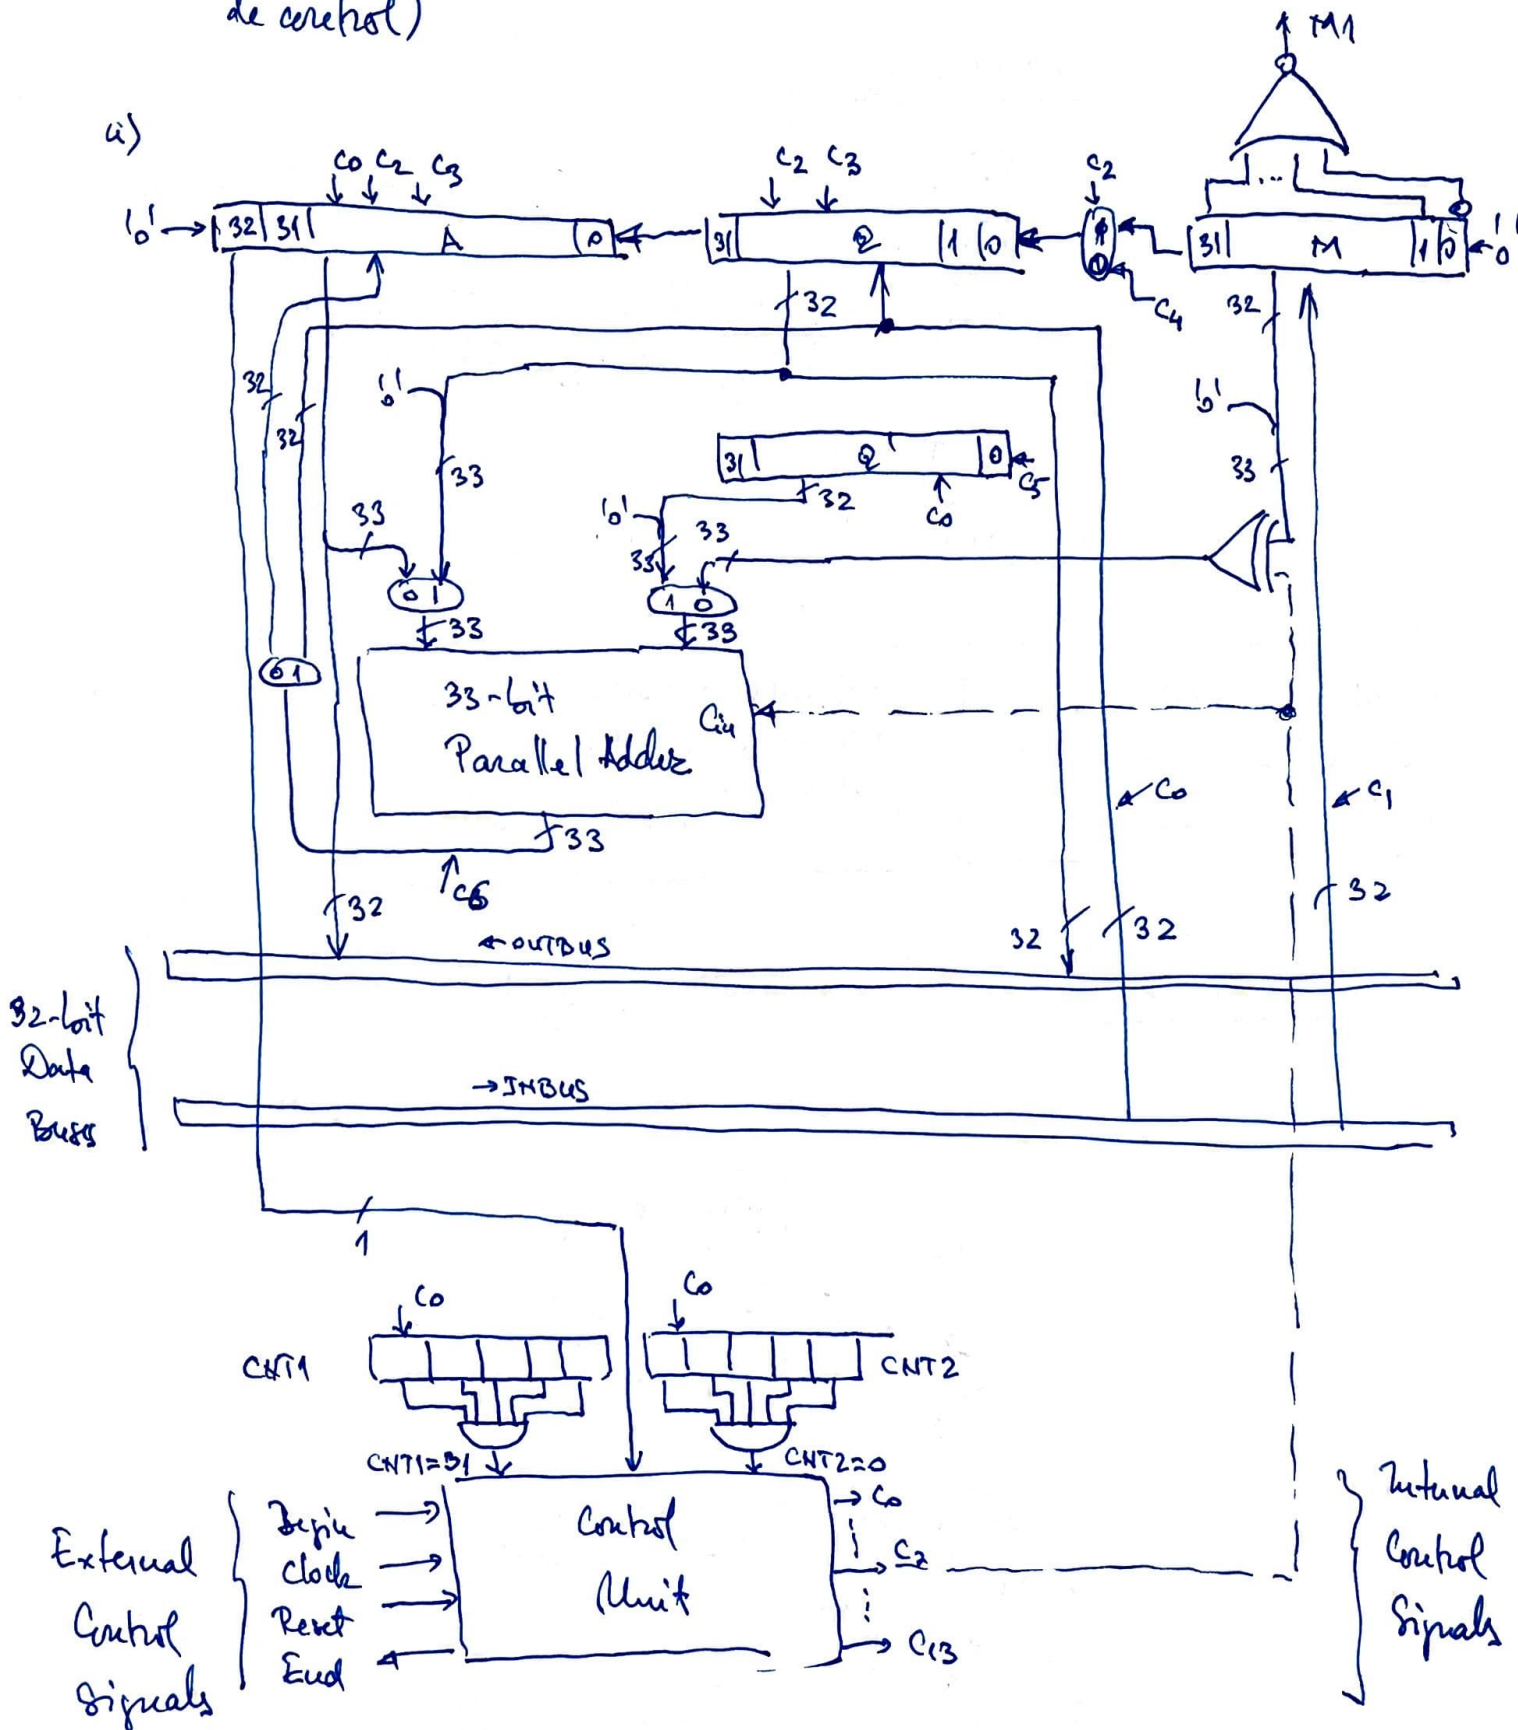 de control)
M1
a)
C0 C2 C3
C2 C3
C2
'0' 32 31 A 0
31 Q 1 0
1
0
31 M 1 0 '0'
C4
32
32
32
32
'0'
'0'
31 Q' 0 C5
33
33
32
C0
33
'0'
33
33
0 1
1 0
33
33
0 1
33-bit
Cin
Parallel Adder
C0
C1
33
C6
32
32
32
32
←OUTBUS
32-bit
Data
→INBUS
1
C0
C0
CNT1
CNT2
CNT1=31
CNT2=0
External
Control
Signals
Begin
Clock
Reset
End
Control
Unit
C0
C13
Internal
Control
Signals